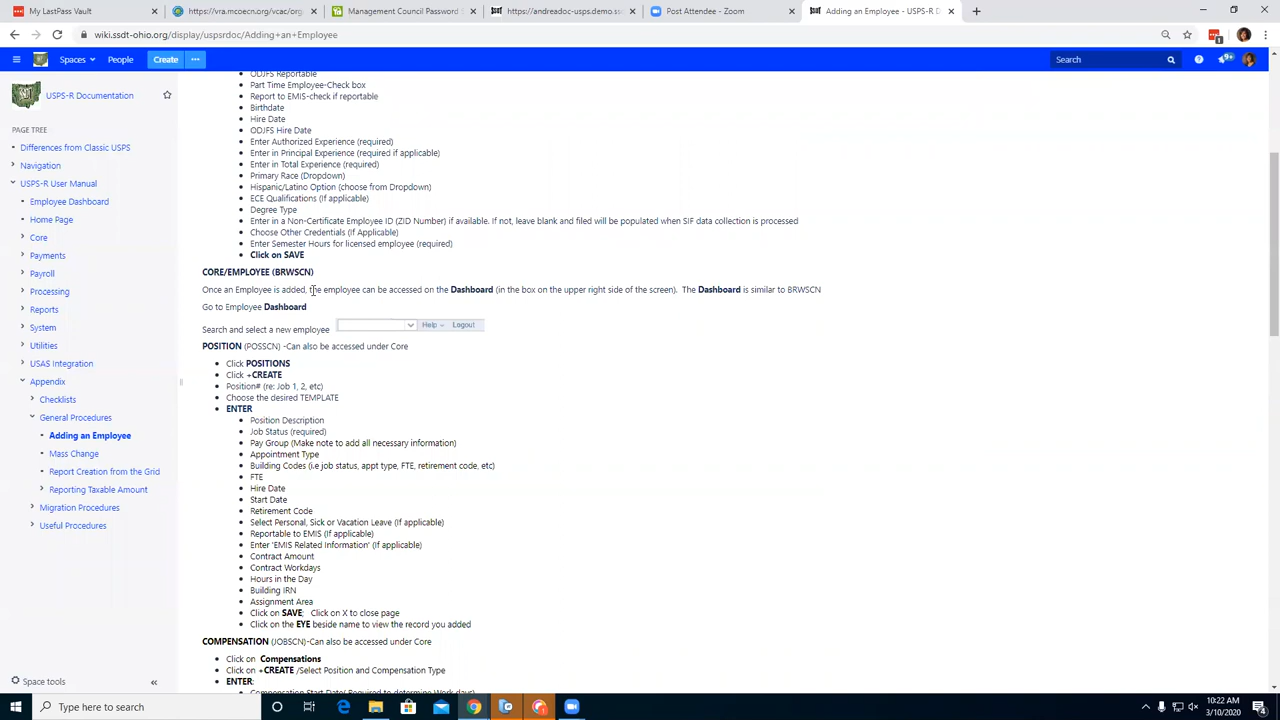 My LastPass Vault
https://vra.mcoecn.org/vac/org
Management Council Password S
https://andreadoc-usps.demo.ss
Post Attendee - Zoom
Adding an Employee - USPS-R D
wiki.ssdt-ohio.org/display/uspsrdoc/Adding+an+Employee
Spaces
People
Create
Search
9+
USPS-R Documentation
PAGE TREE
Differences from Classic USPS
Navigation
USPS-R User Manual
Employee Dashboard
Home Page
Core
Payments
Payroll
Processing
Reports
System
Utilities
USAS Integration
Appendix
Checklists
General Procedures
Adding an Employee
Mass Change
Report Creation from the Grid
Reporting Taxable Amount
Migration Procedures
Useful Procedures
Space tools
ODJFS Reportable
Part Time Employee-Check box
Report to EMIS-check if reportable
Birthdate
Hire Date
ODJFS Hire Date
Enter Authorized Experience (required)
Enter in Principal Experience (required if applicable)
Enter in Total Experience (required)
Primary Race (Dropdown)
Hispanic/Latino Option (choose from Dropdown)
ECE Qualifications (If applicable)
Degree Type
Enter in a Non-Certificate Employee ID (ZID Number) if available. If not, leave blank and filed will be populated when SIF data collection is processed
Choose Other Credentials (If Applicable)
Enter Semester Hours for licensed employee (required)
Click on SAVE
CORE/EMPLOYEE (BRWSCN)
Once an Employee is added, the employee can be accessed on the Dashboard (in the box on the upper right side of the screen). The Dashboard is similar to BRWSCN
Go to Employee Dashboard
Search and select a new employee Help Logout
POSITION (POSSCN) -Can also be accessed under Core
Click POSITIONS
Click +CREATE
Position# (re: Job 1, 2, etc)
Choose the desired TEMPLATE
ENTER
Position Description
Job Status (required)
Pay Group (Make note to add all necessary information)
Appointment Type
Building Codes (i.e job status, appt type, FTE, retirement code, etc)
FTE
Hire Date
Start Date
Retirement Code
Select Personal, Sick or Vacation Leave (If applicable)
Reportable to EMIS (If applicable)
Enter 'EMIS Related Information' (If applicable)
Contract Amount
Contract Workdays
Hours in the Day
Building IRN
Assignment Area
Click on SAVE; Click on X to close page
Click on the EYE beside name to view the record you added
COMPENSATION (JOBSCN)-Can also be accessed under Core
Click on Compensations
Click on +CREATE /Select Position and Compensation Type
ENTER:
Compensation Start Date( Required to determine Work days)
Type here to search
10:22 AM
3/10/2020
4